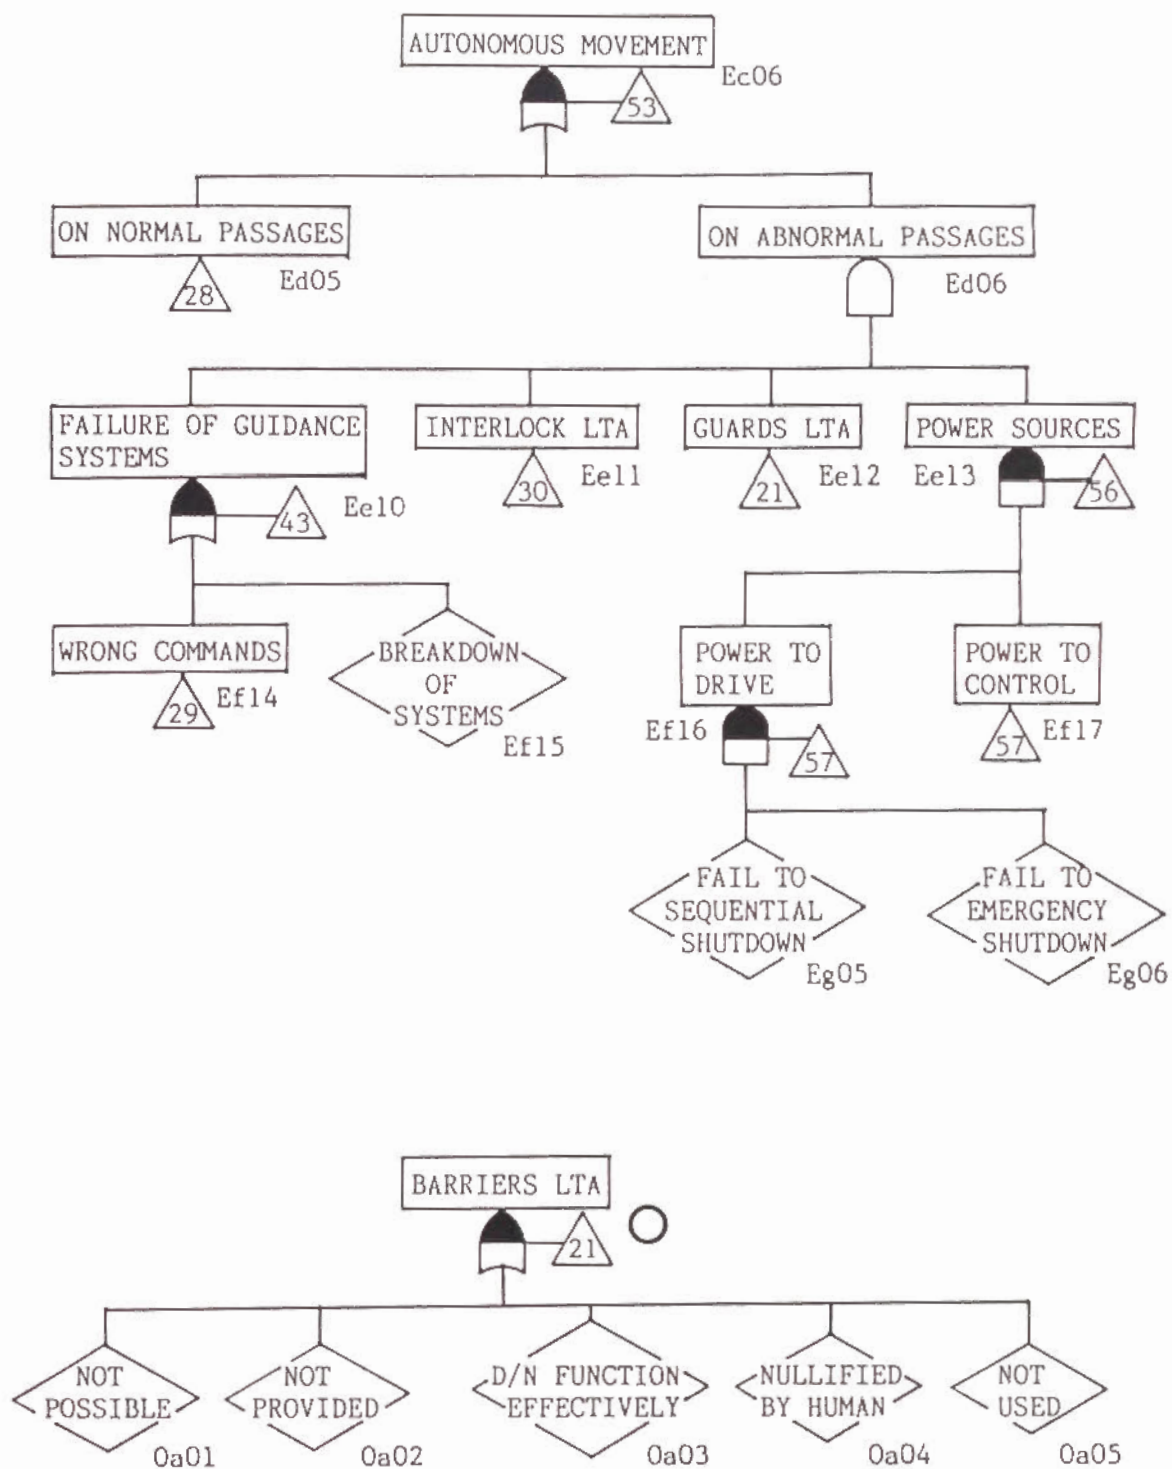 AUTONOMOUS MOVEMENT
Ec06
53
ON NORMAL PASSAGES
Ed05
28
ON ABNORMAL PASSAGES
Ed06
FAILURE OF GUIDANCE
SYSTEMS
Ee10
43
INTERLOCK LTA
Ee11
30
GUARDS LTA
Ee12
21
POWER SOURCES
Ee13
56
WRONG COMMANDS
Ef14
29
BREAKDOWN
OF
SYSTEMS
Ef15
POWER TO
DRIVE
Ef16
57
POWER TO
CONTROL
Ef17
57
FAIL TO
SEQUENTIAL
SHUTDOWN
Eg05
FAIL TO
EMERGENCY
SHUTDOWN
Eg06
BARRIERS LTA
21
NOT
POSSIBLE
Oa01
NOT
PROVIDED
Oa02
D/N FUNCTION
EFFECTIVELY
Oa03
NULLIFIED
BY HUMAN
Oa04
NOT
USED
Oa05